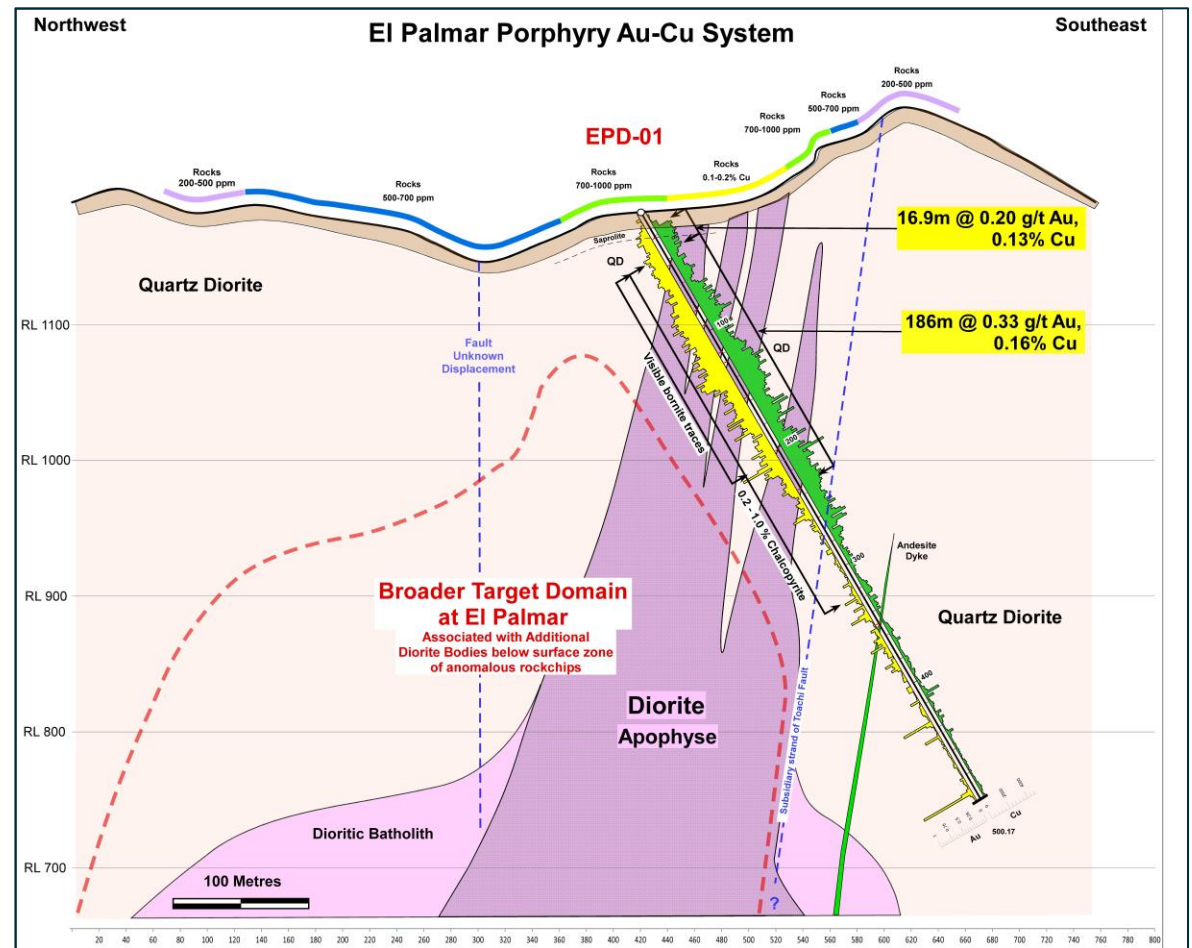 Northwest
El Palmar Porphyry Au-Cu System
Southeast
Rocks
200-500 ppm
Rocks
500-700 ppm
Rocks
700-1000 ppm
EPD-01
Rocks
0.1-0.2% Cu
Rocks
700-1000 ppm
Rocks
500-700 ppm
Rocks
200-500 ppm
16.9m @ 0.20 g/t Au,
0.13% Cu
186m @ 0.33 g/t Au,
0.16% Cu
Saprolite
QD
QD
Quartz Diorite
Fault
Unknown
Displacement
Visible bornite traces
0.2 - 1.0 % Chalcopyrite
100
200
300
400
Andesite
Dyke
Quartz Diorite
Broader Target Domain
at El Palmar
Associated with Additional
Diorite Bodies below surface zone
of anomalous rockchips
Diorite
Apophyse
Subsidiary strand of Toachi Fault
?
Dioritic Batholith
100 Metres
Au
Cu
500.17
RL 1100
RL 1000
RL 900
RL 800
RL 700
20 40 60 80 100 120 140 160 180 200 220 240 260 280 300 320 340 360 380 400 420 440 460 480 500 520 540 560 580 600 620 640 660 680 700 720 740 760 780 800